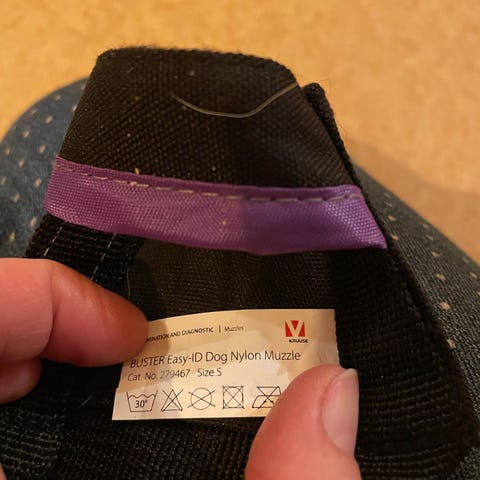 MINATION AND DIAGNOSTIC | Muzzles
KRUUSE
BUSTER Easy-ID Dog Nylon Muzzle
Cat. No. 279467 Size S
30°